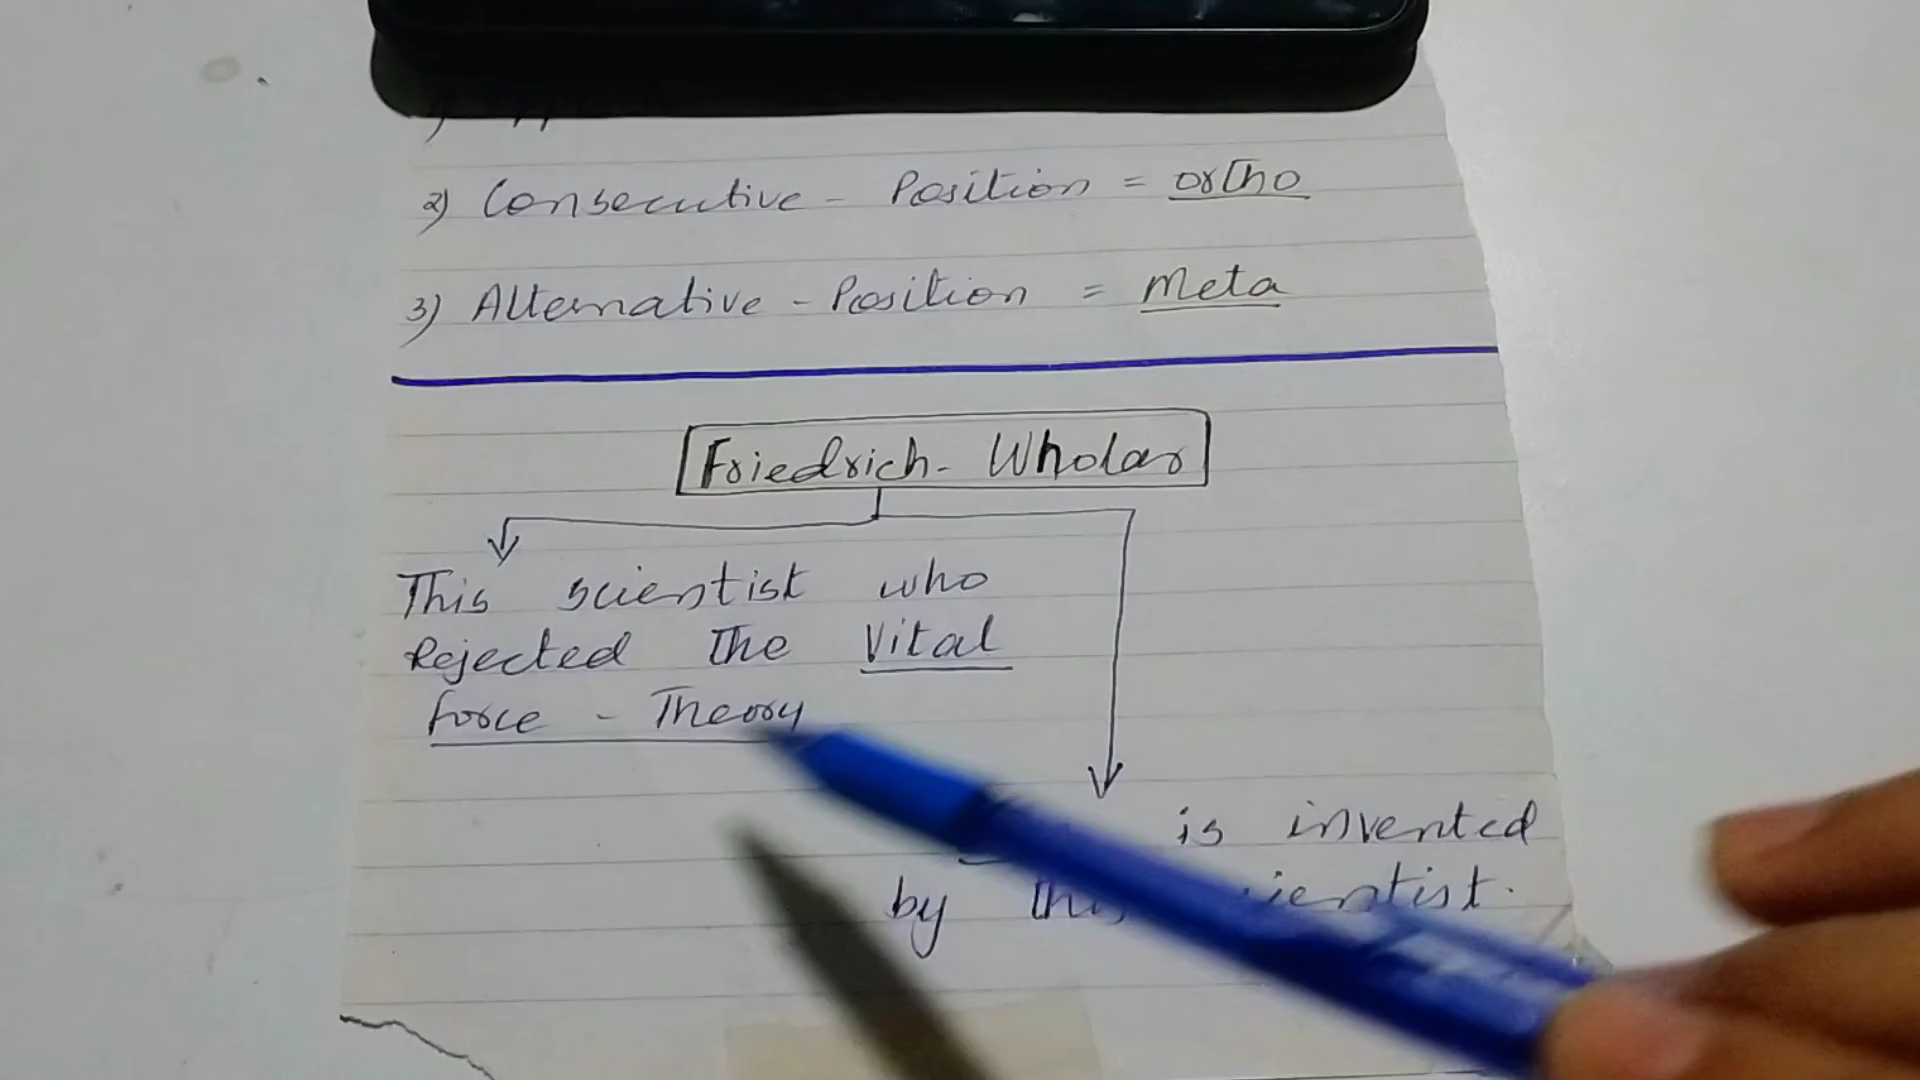 2) Consecutive - Position = ortho
3) Alternative - Position = Meta
Friedrich - Wholar
This scientist who
Rejected the Vital
force - Theory
is invented
by this